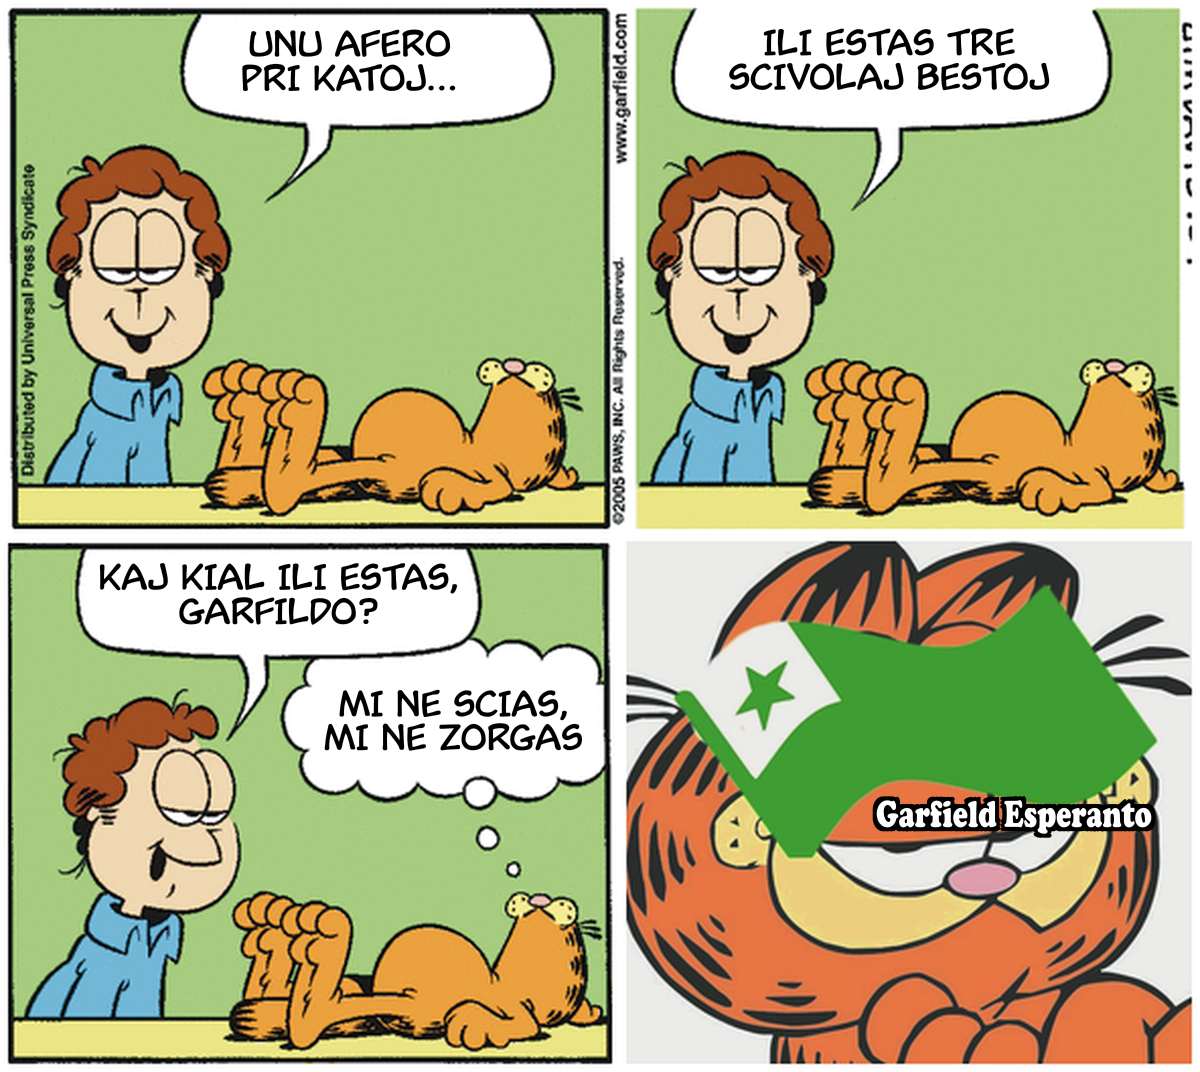 UNU AFERO
PRI KATOJ...
Distributed by Universal Press Syndicate
www.garfield.com
©2005 PAWS, INC. All Rights Reserved.
ILI ESTAS TRE
SCIVOLAJ BESTOJ
KAJ KIAL ILI ESTAS,
GARFILDO?
MI NE SCIAS,
MI NE ZORGAS
Garfield Esperanto